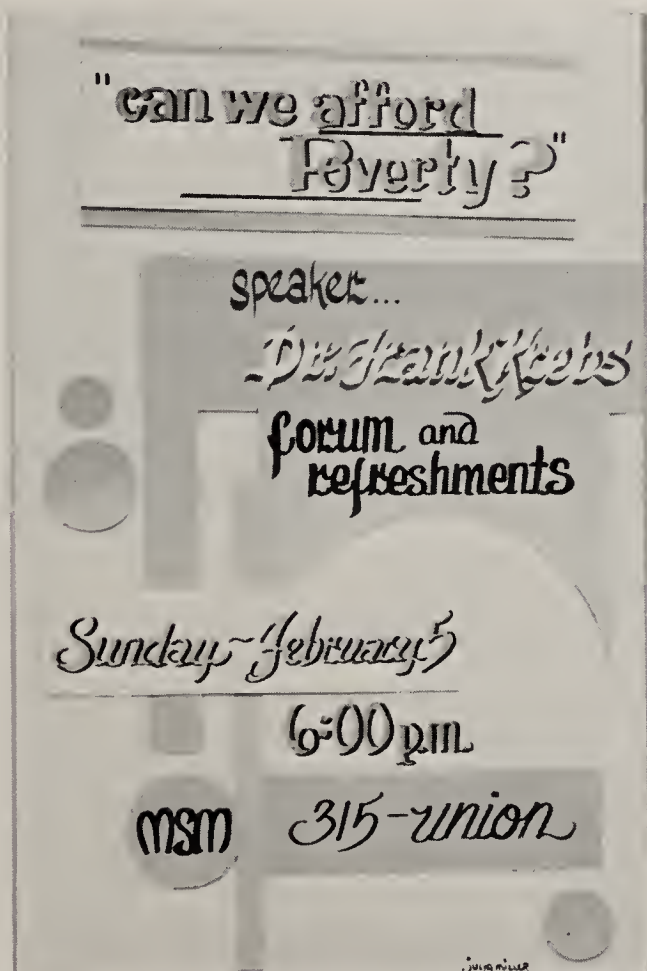 "can we afford
Poverty?"
speaker...
Dr. Frank Krebs
forum and
refreshments
Sunday~February 5
6:00 p.m.
msm 315-union